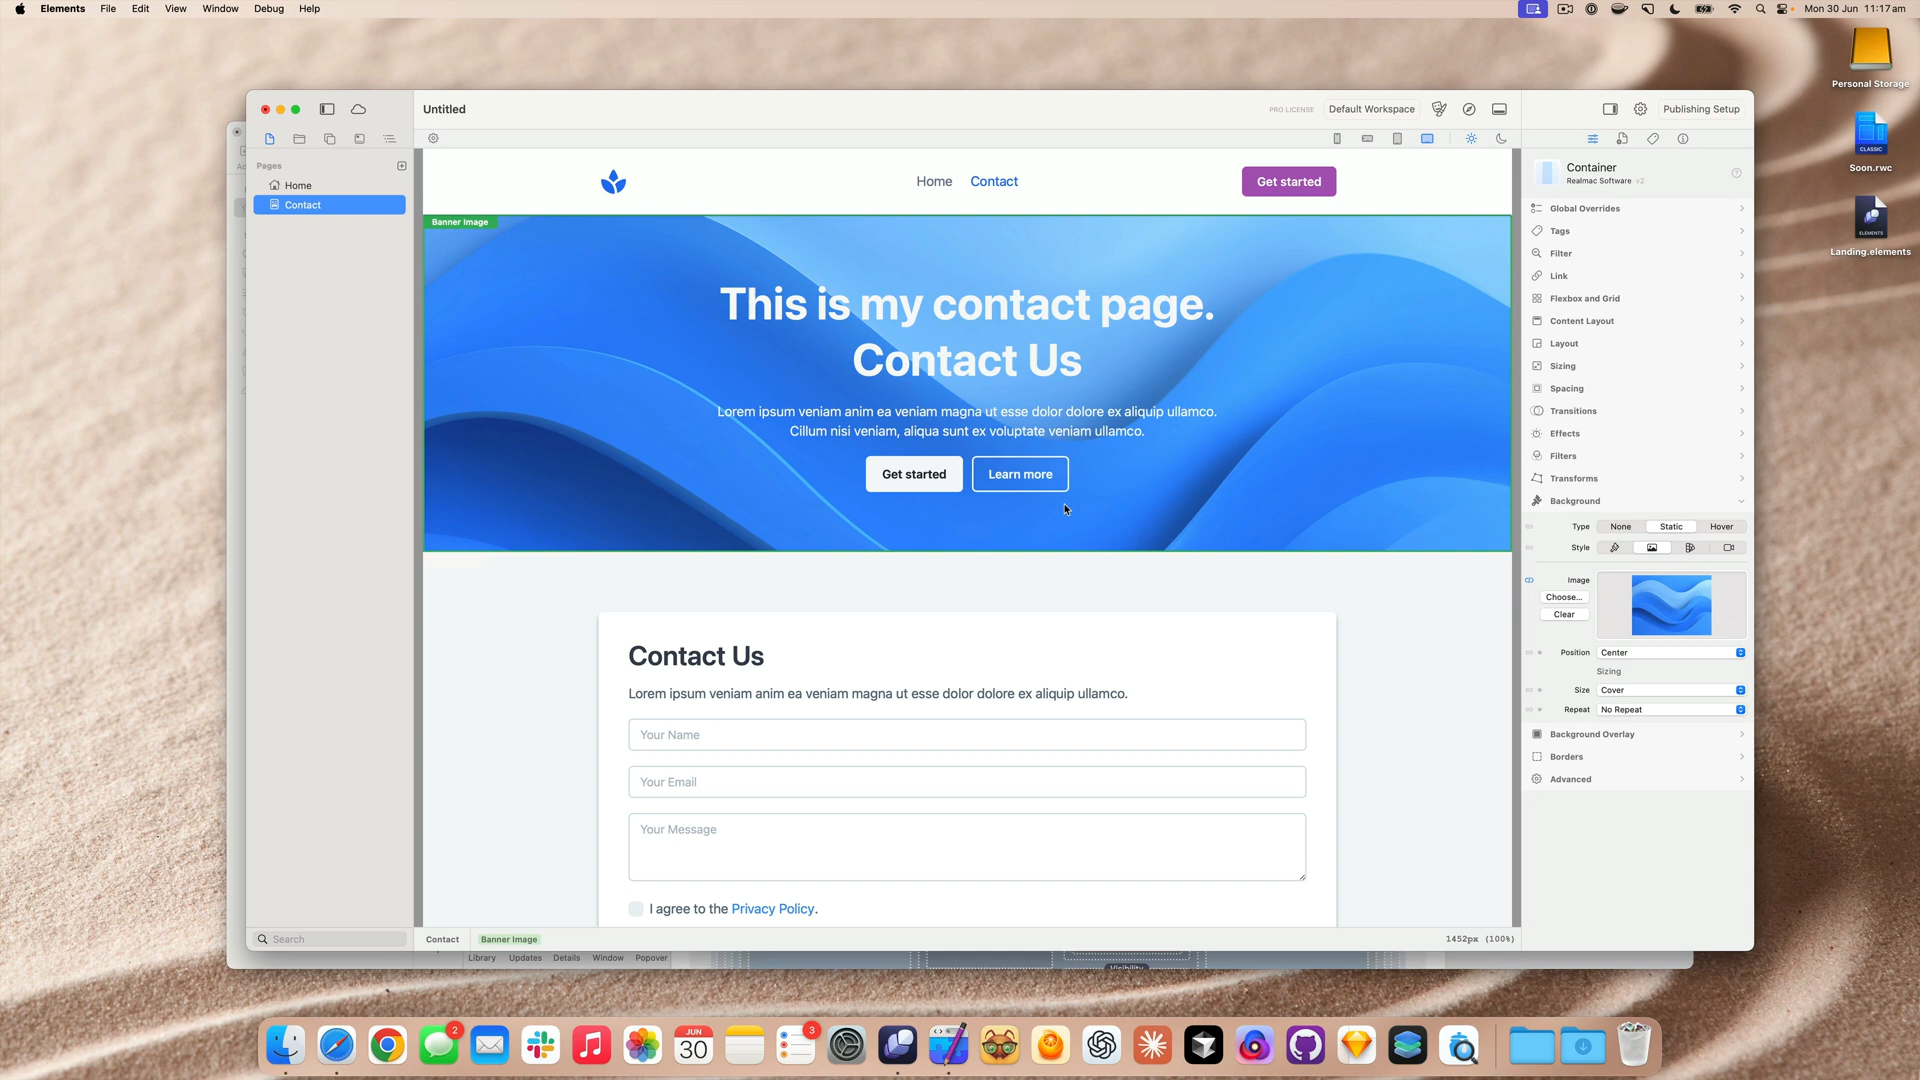 Elements File Edit View Window Debug Help
Mon 30 Jun 11:17am
Personal Storage
CLASSIC
Soon.rwc
ELEMENTS
Landing.elements
Untitled
PRO LICENSE
Default Workspace
Publishing Setup
Pages
Home
Contact
Home
Contact
Get started
Banner Image
This is my contact page.
Contact Us
Lorem ipsum veniam anim ea veniam magna ut esse dolor dolore ex aliquip ullamco.
Cillum nisi veniam, aliqua sunt ex voluptate veniam ullamco.
Get started
Learn more
Contact Us
Lorem ipsum veniam anim ea veniam magna ut esse dolor dolore ex aliquip ullamco.
Your Name
Your Email
Your Message
I agree to the Privacy Policy.
Container
Realmac Software v2
Global Overrides
Tags
Filter
Link
Flexbox and Grid
Content Layout
Layout
Sizing
Spacing
Transitions
Effects
Filters
Transforms
Background
Type None Static Hover
Style
Image
Choose...
Clear
Position Center
Sizing
Size Cover
Repeat No Repeat
Background Overlay
Borders
Advanced
Search
Contact
Banner Image
1452px (100%)
Library Updates Details Window Popover
Visibility
2
JUN
30
3